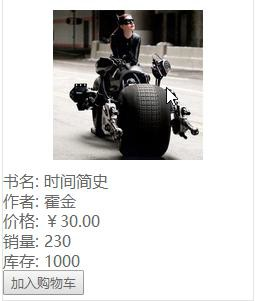 书名: 时间简史
作者: 霍金
价格: ￥30.00
销量: 230
库存: 1000
加入购物车